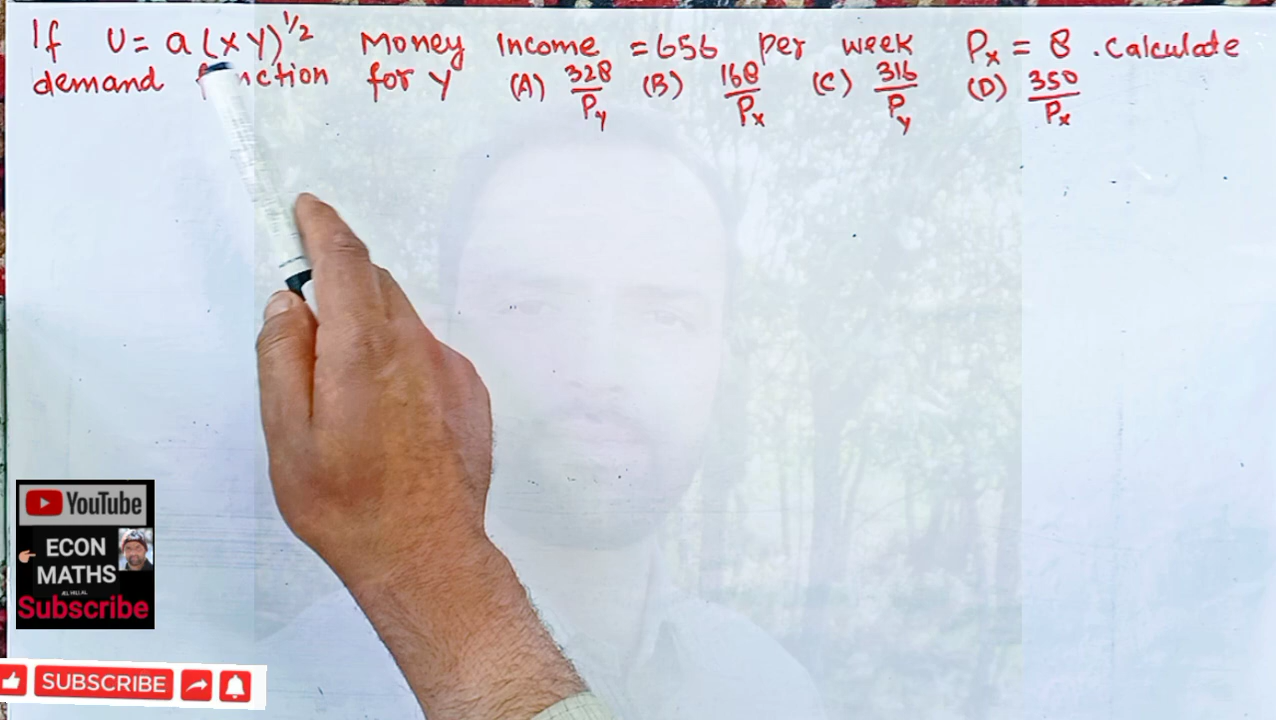 If U = a (XY)^1/2 Money Income = 656 per week Px = 8 . Calculate
demand function for Y (A) 328/Py (B) 168/Px (C) 316/Py (D) 350/Px
YouTube
ECON
MATHS
Subscribe
SUBSCRIBE